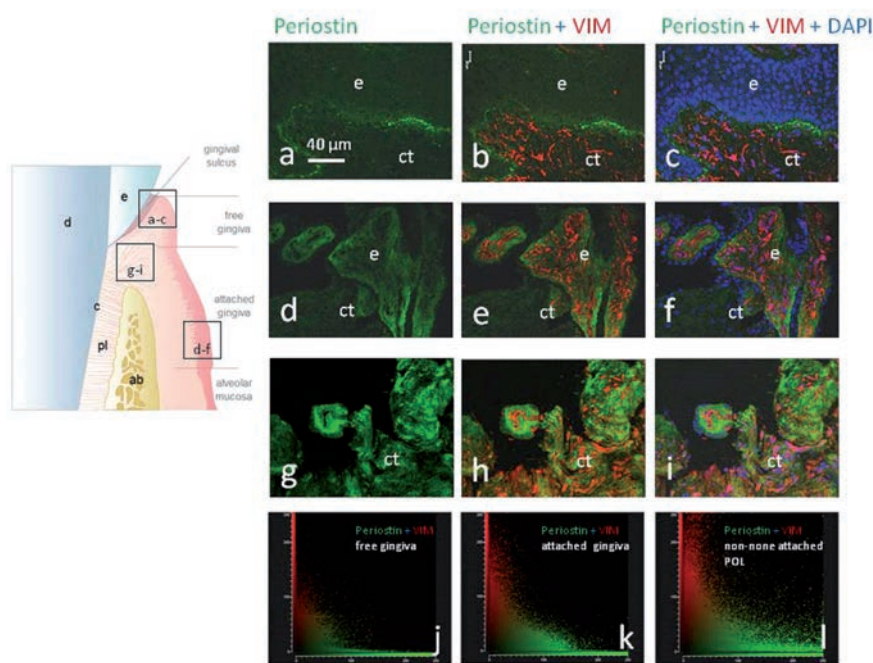 Periostin
Periostin + VIM
Periostin + VIM + DAPI
e
a
40 µm
ct
e
b
ct
e
c
ct
gingival
sulcus
e
d
a-c
free
gingiva
g-i
c
attached
gingiva
pl
d-f
ab
alveolar
mucosa
e
d
ct
e
e
ct
e
f
ct
g
ct
h
ct
i
ct
Periostin + VIM
free gingiva
j
Periostin + VIM
attached gingiva
k
Periostin + VIM
non-none attached
POL
l